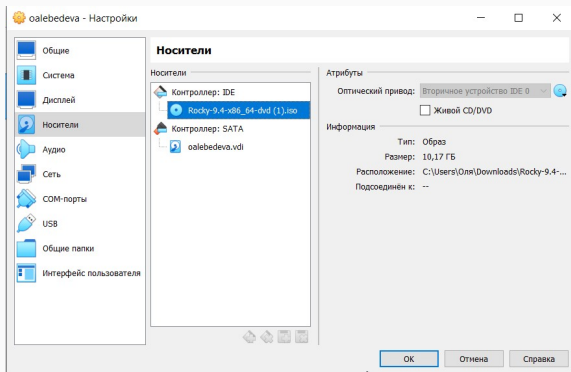 oalebedeva - Настройки
Общие
Система
Дисплей
Носители
Аудио
Сеть
COM-порты
USB
Общие папки
Интерфейс пользователя
Носители
Носители
Контроллер: IDE
Rocky-9.4-x86_64-dvd (1).iso
Контроллер: SATA
oalebedeva.vdi
Атрибуты
Оптический привод: Вторичное устройство IDE 0
Живой CD/DVD
Информация
Тип: Образ
Размер: 10,17 ГБ
Расположение: C:\Users\Оля\Downloads\Rocky-9.4-...
Подсоединён к: --
OK Отмена Справка